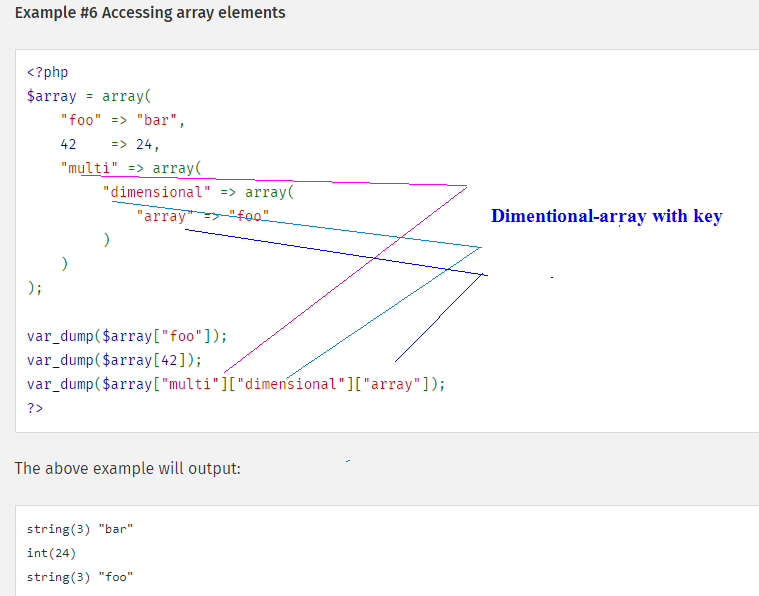 Example #6 Accessing array elements
<?php
$array = array(
    "foo" => "bar",
    42    => 24,
    "multi" => array(
        "dimensional" => array(
            "array" => "foo"
Dimentional-array with key
        )
    )
);
var_dump($array["foo"]);
var_dump($array[42]);
var_dump($array["multi"]["dimensional"]["array"]);
?>
The above example will output:
string(3) "bar"
int(24)
string(3) "foo"